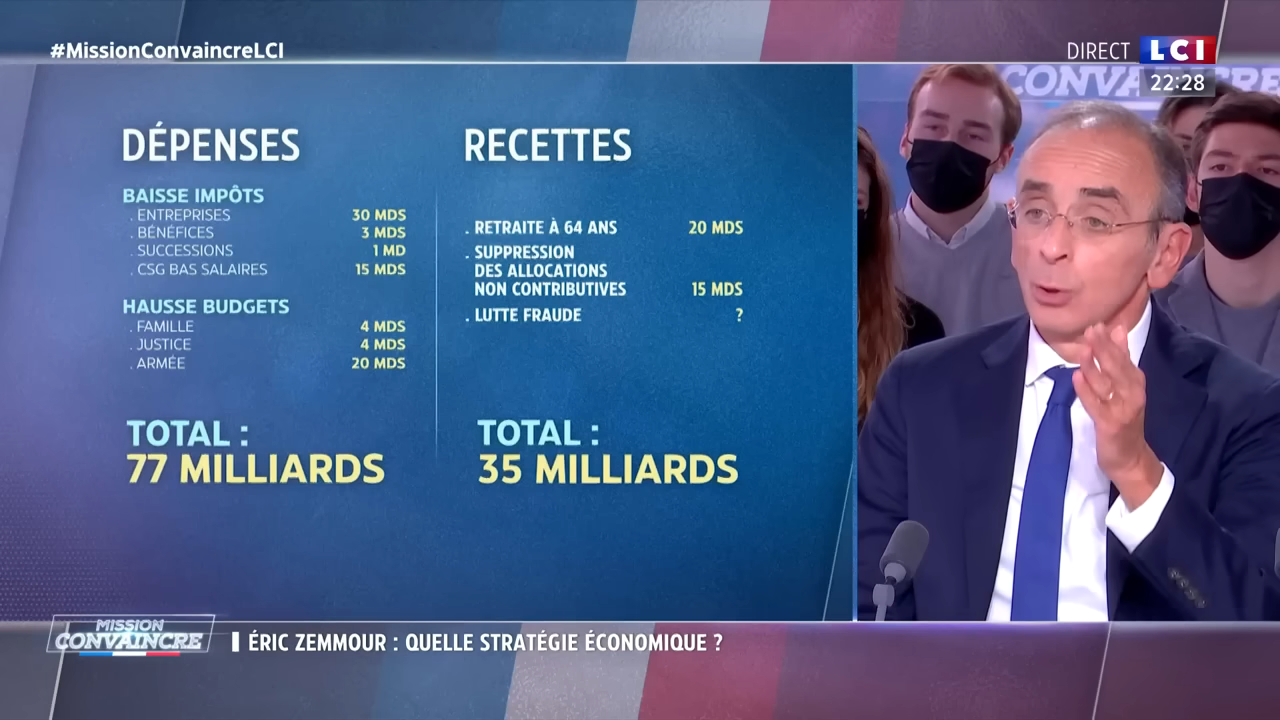 #MissionConvaincreLCI
DIRECT LCI
22:28
CONVAINCRE
DÉPENSES
BAISSE IMPÔTS
. ENTREPRISES 30 MDS
. BÉNÉFICES 3 MDS
. SUCCESSIONS 1 MD
. CSG BAS SALAIRES 15 MDS
HAUSSE BUDGETS
. FAMILLE 4 MDS
. JUSTICE 4 MDS
. ARMÉE 20 MDS
TOTAL :
77 MILLIARDS
RECETTES
. RETRAITE À 64 ANS 20 MDS
. SUPPRESSION
DES ALLOCATIONS
NON CONTRIBUTIVES 15 MDS
. LUTTE FRAUDE ?
TOTAL :
35 MILLIARDS
MISSION
CONVAINCRE
ÉRIC ZEMMOUR : QUELLE STRATÉGIE ÉCONOMIQUE ?